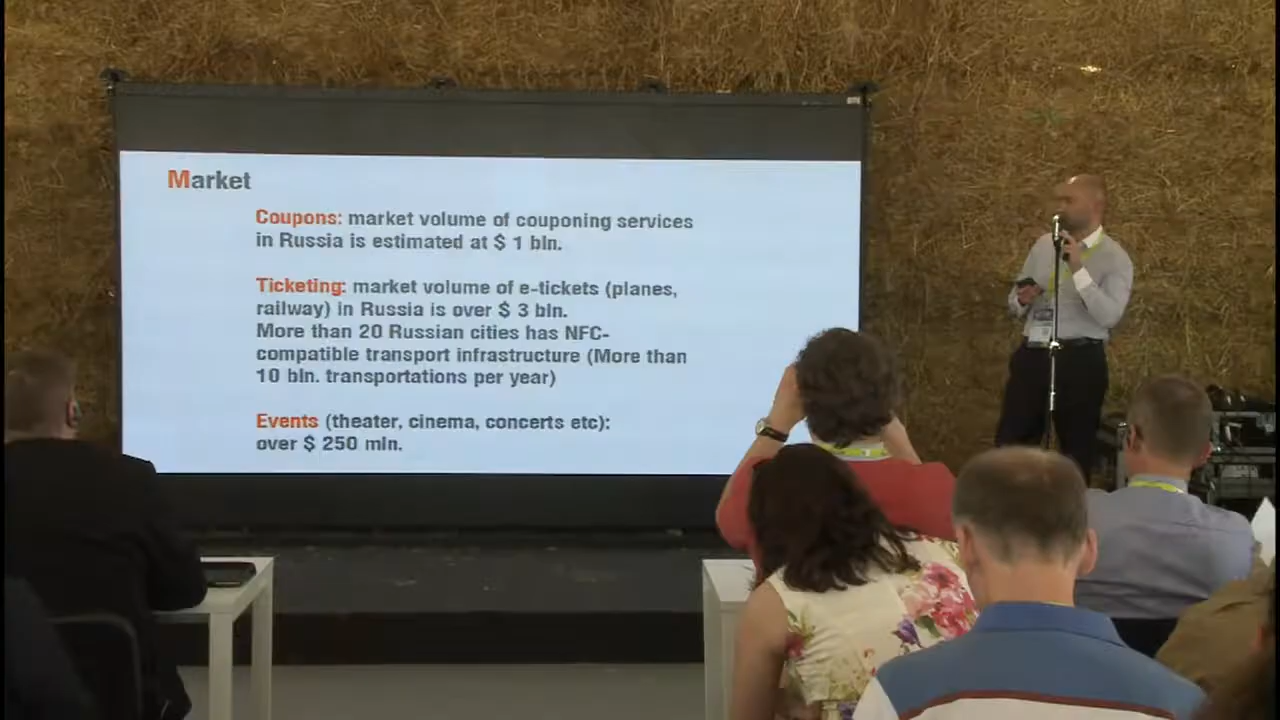 Market
Coupons: market volume of couponing services
in Russia is estimated at $ 1 bln.
Ticketing: market volume of e-tickets (planes,
railway) in Russia is over $ 3 bln.
More than 20 Russian cities has NFC-
compatible transport infrastructure (More than
10 bln. transportations per year)
Events (theater, cinema, concerts etc):
over $ 250 mln.